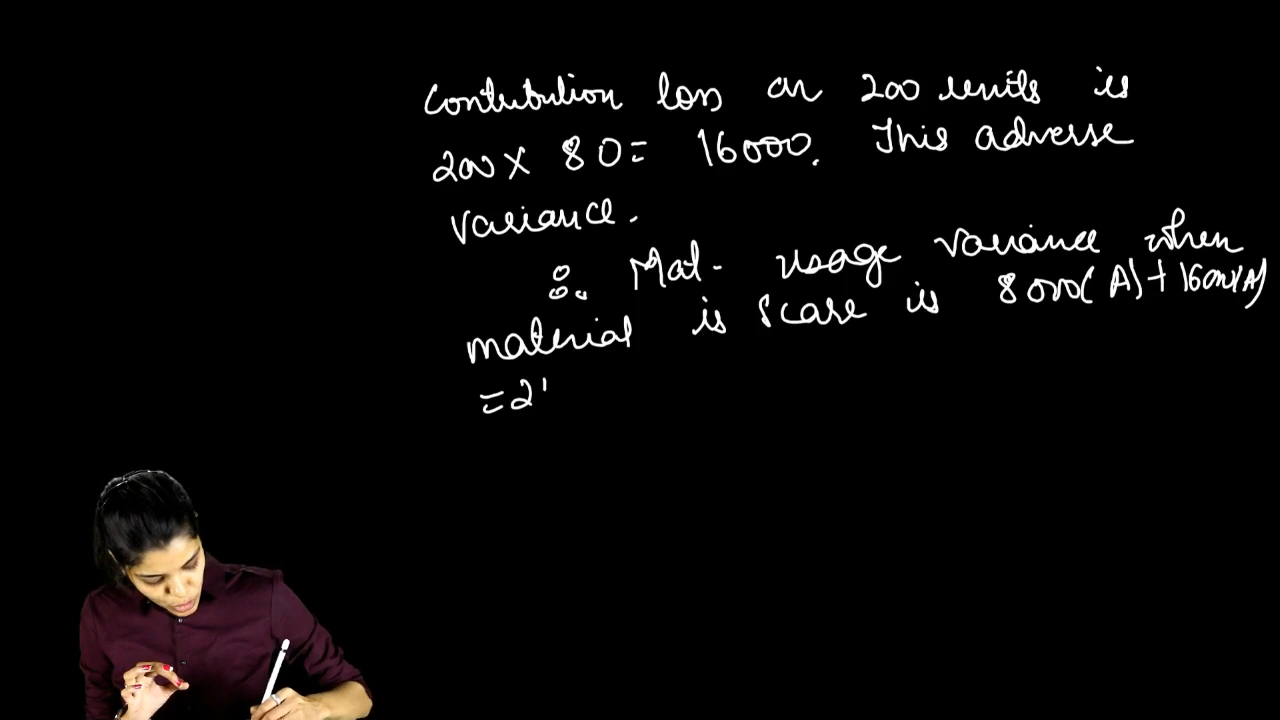 Contribution loss on 200 units is
200 X 80 = 16000. This adverse
variance.
∴ Mat. usage variance when
material is scare is 8000(A) + 16000(A)
= 2